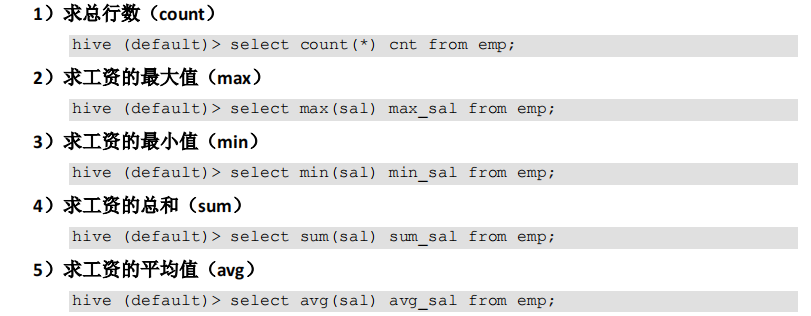 1）求总行数（count）
hive (default)> select count(*) cnt from emp;
2）求工资的最大值（max）
hive (default)> select max(sal) max_sal from emp;
3）求工资的最小值（min）
hive (default)> select min(sal) min_sal from emp;
4）求工资的总和（sum）
hive (default)> select sum(sal) sum_sal from emp;
5）求工资的平均值（avg）
hive (default)> select avg(sal) avg_sal from emp;